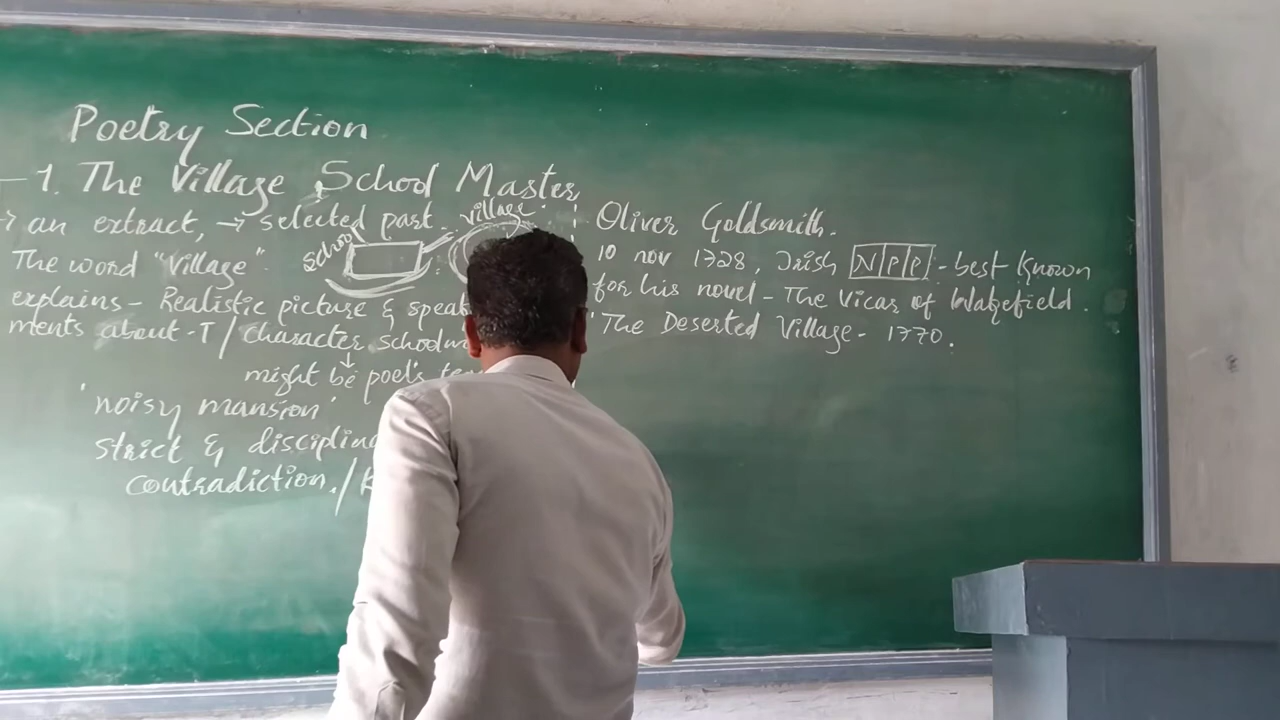 Poetry Section
1. The Village School Master
→ an extract, → selected part.
School
village
The word "Village"
explains - Realistic picture & speak
ments about - T / character schoolm
↓
might be poet's te
'noisy mansion'
strict & disciplin
contradiction. / k
Oliver Goldsmith.
10 nov 1728, Irish N P P - best known
for his novel - The Vicar of Wakefield.
'The Deserted Village - 1770.